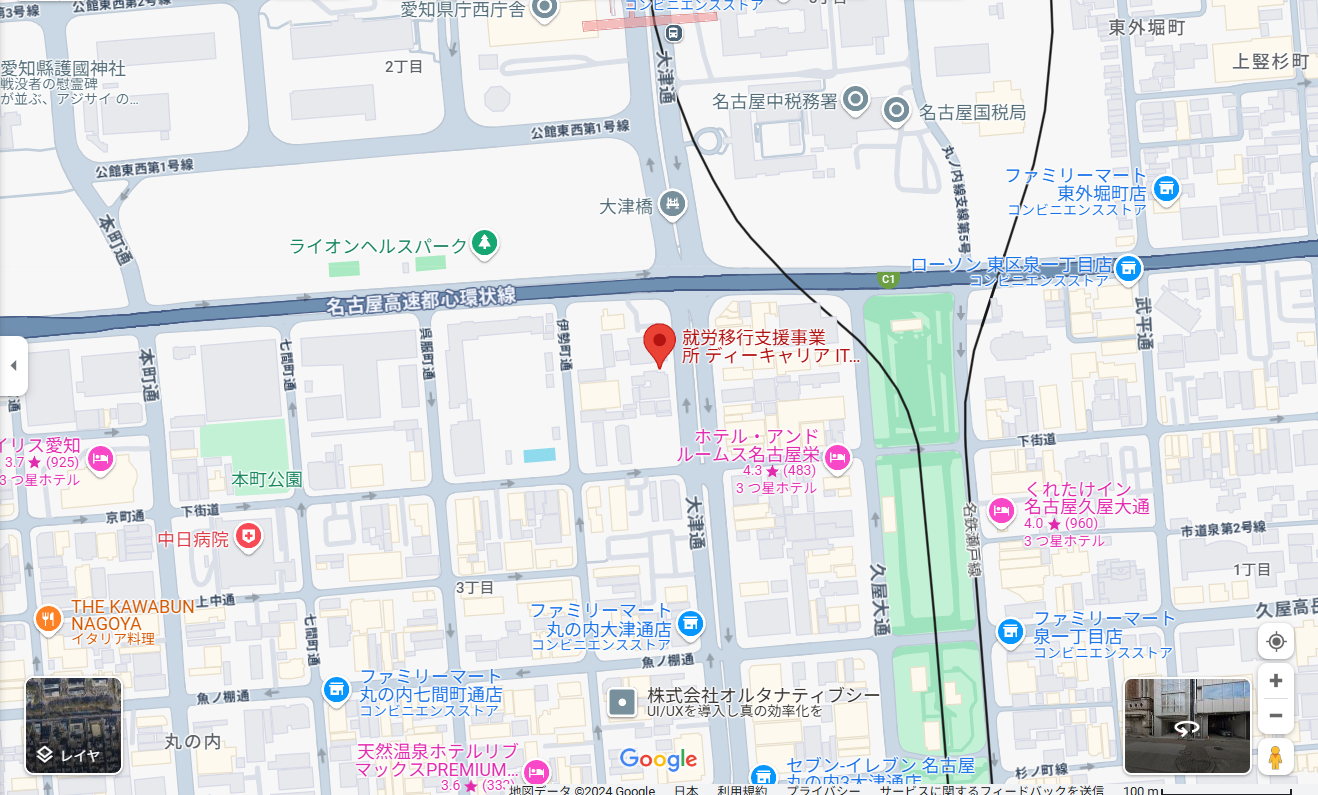 第3号線
公館東西第2号線
愛知県庁西庁舎
コンビニエンスストア
3丁目
東外堀町
上竪杉町
愛知縣護國神社
戦没者の慰霊碑
が並ぶ、アジサイ の...
2丁目
大津通
名古屋中税務署
名古屋国税局
公館東西第1号線
公館東西第1号線
丸ノ内線支線第5号
ファミリーマート
東外堀町店
コンビニエンスストア
大津橋
本町通
ライオンヘルスパーク
ローソン 東区泉一丁目店
コンビニエンスストア
C1
名古屋高速都心環状線
武平通
呉服町通
伊勢町通
七間町通
本町通
就労移行支援事業
所 ディーキャリア IT...
通
イリス愛知
3.7 ★ (925)
3 つ星ホテル
ホテル・アンド
ルームス名古屋栄
4.3 ★ (483)
3 つ星ホテル
下街道
本町公園
くれたけイン
名古屋久屋大通
4.0 ★ (960)
3 つ星ホテル
京町通
下街道
大津通
名鉄瀬戸線
市道泉第2号線
中日病院
1丁目
3丁目
久屋大通
上中通
THE KAWABUN
NAGOYA
イタリア料理
七間町通
ファミリーマート
丸の内大津通店
コンビニエンスストア
ファミリーマート
泉一丁目店
コンビニエンスストア
久屋高岳
魚ノ棚通
魚ノ棚通
ファミリーマート
丸の内七間町通店
コンビニエンスストア
株式会社オルタナティブシー
UI/UXを導入し真の効率化を
丸の内
レイヤ
天然温泉ホテルリブ
マックスPREMIUM...
3.6 ★ (333)
Google
セブン-イレブン 名古屋
丸の内3大津通店
杉ノ町線
地図データ ©2024 Google
日本
利用規約
プライバシー
サービスに関するフィードバックを送信
100 m